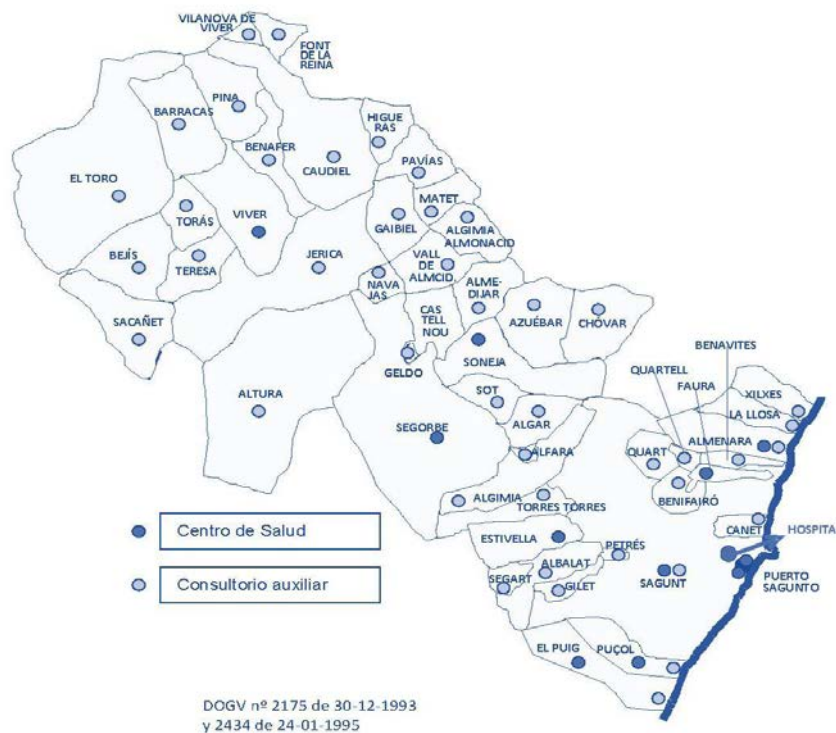 VILANOVA DE
VIVER
FONT
DE LA
REINA
PINA
BARRACAS
HIGUE
RAS
BENAFER
CAUDIEL
PAVÍAS
EL TORO
MATET
TORÁS
VIVER
GAIBIEL
ALGIMIA
ALMONACID
BEJÍS
TERESA
JERICA
VALL
DE
ALMCID.
NAVA
JAS
ALME-
DIJAR
SACAÑET
CAS
TELL
NOU
AZUÉBAR
CHÓVAR
SONEJA
BENAVITES
QUARTELL
FAURA
GELDO
XILXES
ALTURA
SOT
LA LLOSA
SEGORBE
ALGAR
ALMENARA
ALFARA
QUART
BENIFAIRÓ
ALGIMIA
TORRES TORRES
CANET
HOSPITA
Centro de Salud
ESTIVELLA
PETRÉS
ALBALAT
Consultorio auxiliar
SEGART
GILET
SAGUNT
PUERTO
SAGUNTO
EL PUIG
PUÇOL
DOGV nº 2175 de 30-12-1993
y 2434 de 24-01-1995